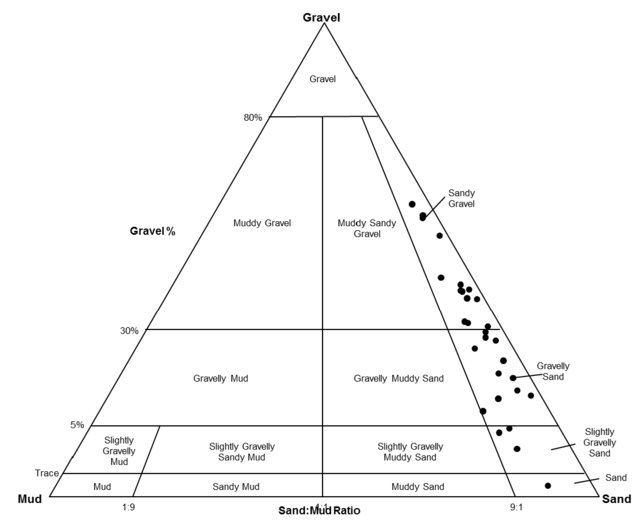 Gravel
Gravel
80%
Sandy
Gravel
Muddy Gravel
Muddy Sandy
Gravel
Gravel %
30%
Gravelly Mud
Gravelly Muddy Sand
Gravelly
Sand
5%
Slightly
Gravelly
Mud
Slightly Gravelly
Sandy Mud
Slightly Gravelly
Muddy Sand
Slightly
Gravelly
Sand
Trace
Mud
Sandy Mud
Muddy Sand
Sand
Mud
Sand
1:9
9:1
Sand:Mud Ratio